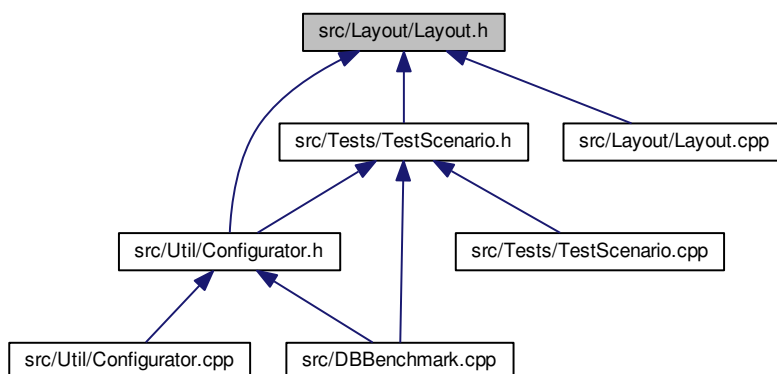 src/Layout/Layout.h
src/Tests/TestScenario.h
src/Layout/Layout.cpp
src/Util/Configurator.h
src/Tests/TestScenario.cpp
src/Util/Configurator.cpp
src/DBBenchmark.cpp